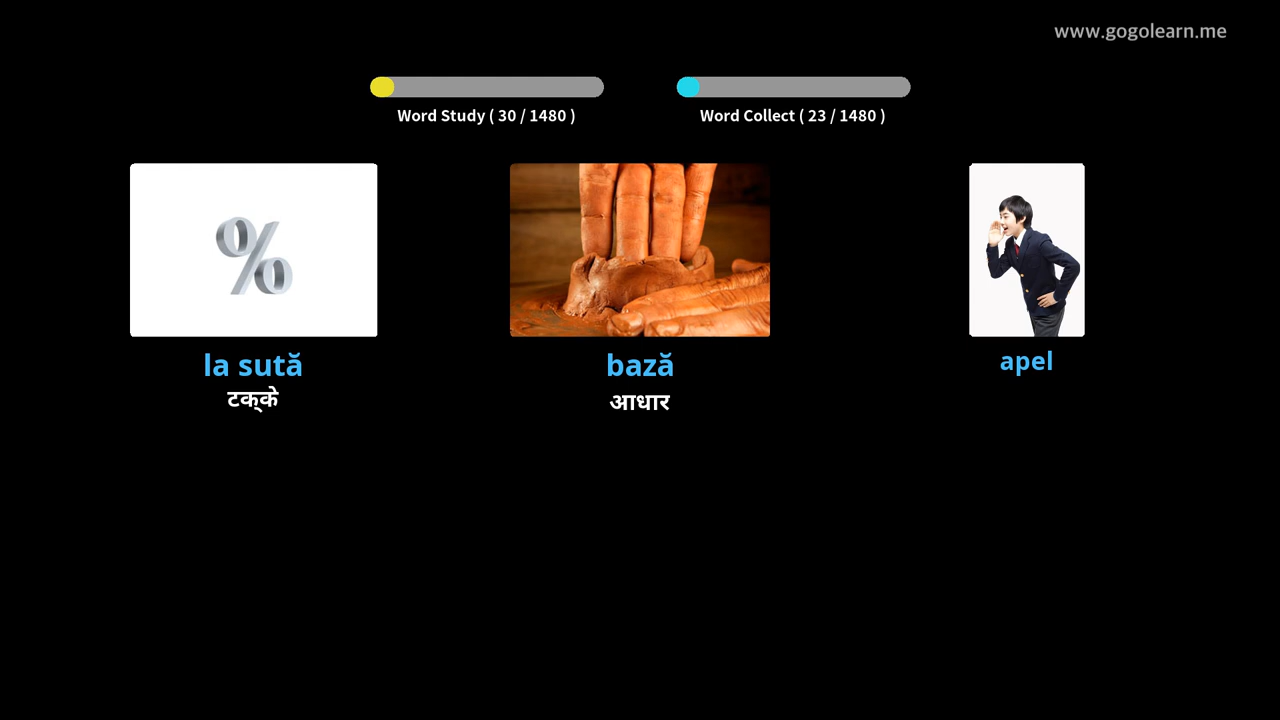 www.gogolearn.me
Word Study ( 30 / 1480 )
Word Collect ( 23 / 1480 )
%
la sută
टक्के
bază
आधार
apel